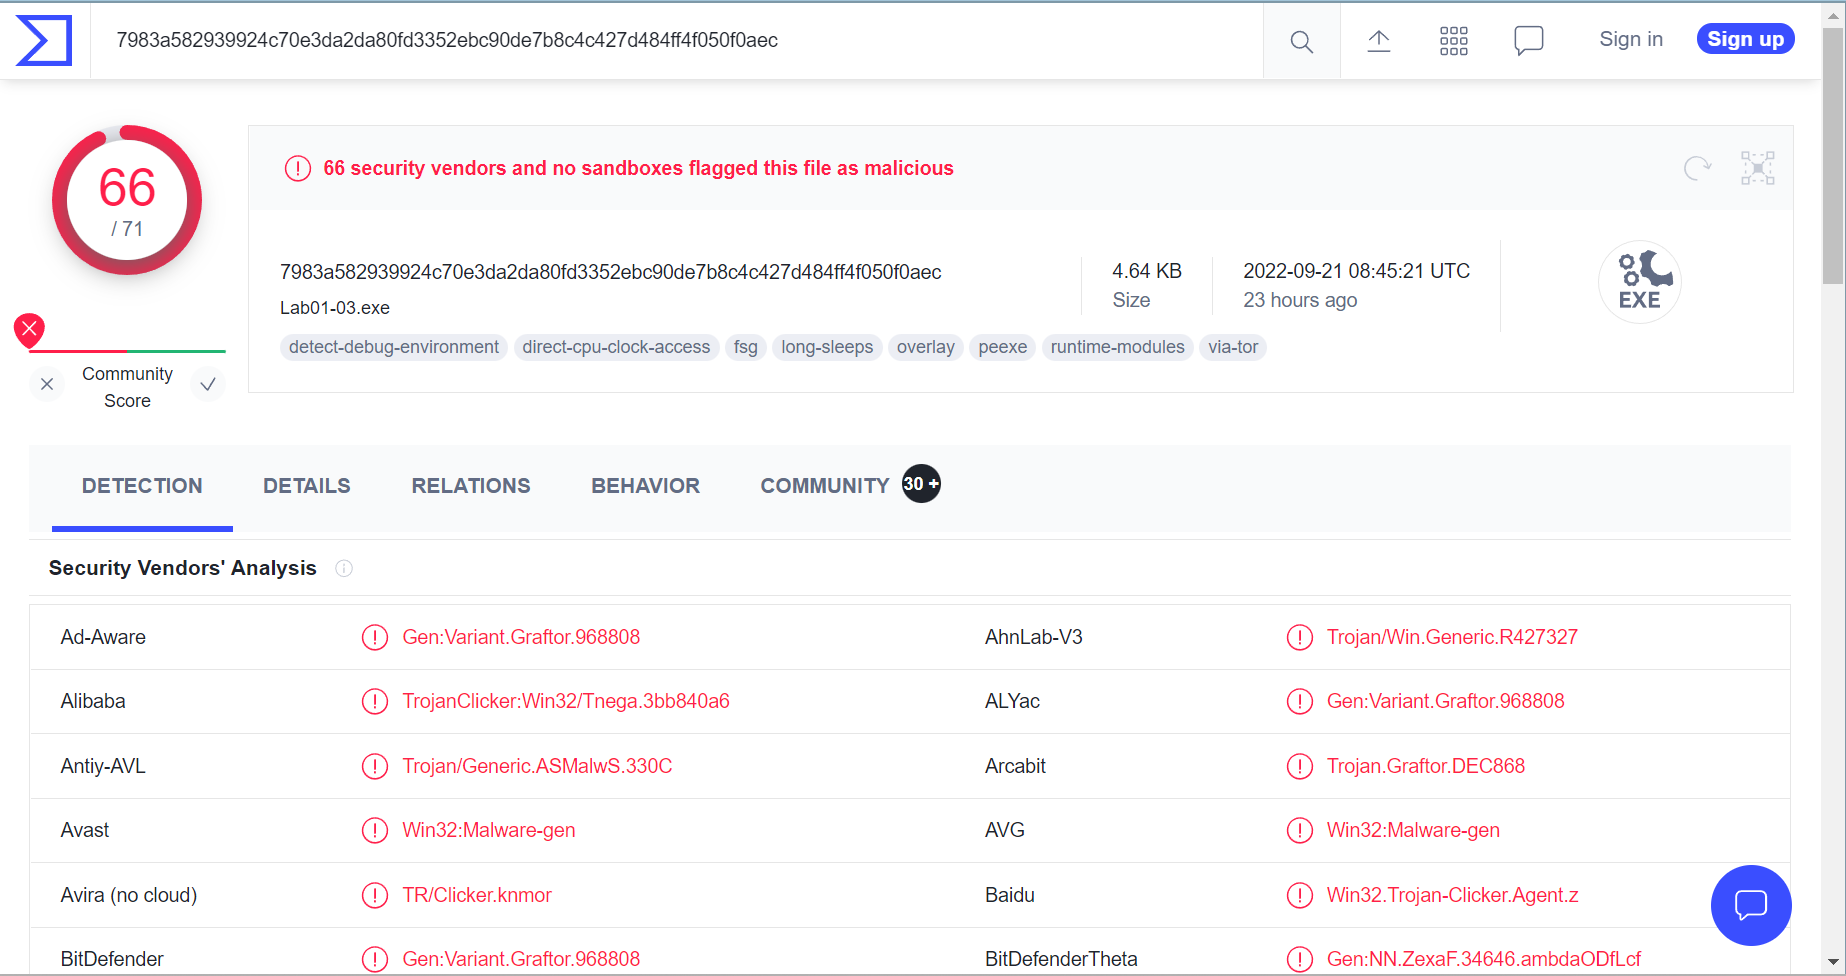 7983a582939924c70e3da2da80fd3352ebc90de7b8c4c427d484ff4f050f0aec
Sign in
Sign up
66
/ 71
66 security vendors and no sandboxes flagged this file as malicious
7983a582939924c70e3da2da80fd3352ebc90de7b8c4c427d484ff4f050f0aec
Lab01-03.exe
4.64 KB
Size
2022-09-21 08:45:21 UTC
23 hours ago
EXE
detect-debug-environment direct-cpu-clock-access fsg long-sleeps overlay peexe runtime-modules via-tor
Community
Score
DETECTION DETAILS RELATIONS BEHAVIOR COMMUNITY 30 +
Security Vendors' Analysis
Ad-Aware Gen:Variant.Graftor.968808 AhnLab-V3 Trojan/Win.Generic.R427327
Alibaba TrojanClicker:Win32/Tnega.3bb840a6 ALYac Gen:Variant.Graftor.968808
Antiy-AVL Trojan/Generic.ASMalwS.330C Arcabit Trojan.Graftor.DEC868
Avast Win32:Malware-gen AVG Win32:Malware-gen
Avira (no cloud) TR/Clicker.knmor Baidu Win32.Trojan-Clicker.Agent.z
BitDefender Gen:Variant.Graftor.968808 BitDefenderTheta Gen:NN.ZexaF.34646.ambdaODfLcf